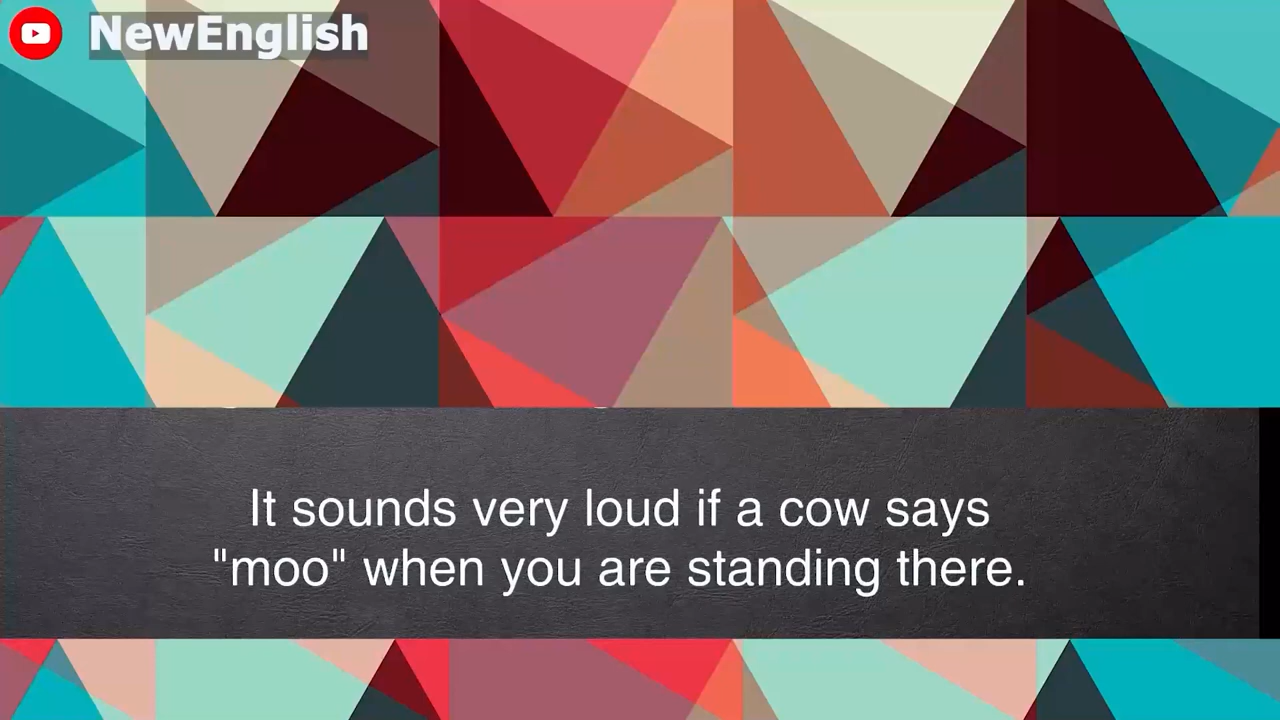 NewEnglish
It sounds very loud if a cow says
"moo" when you are standing there.